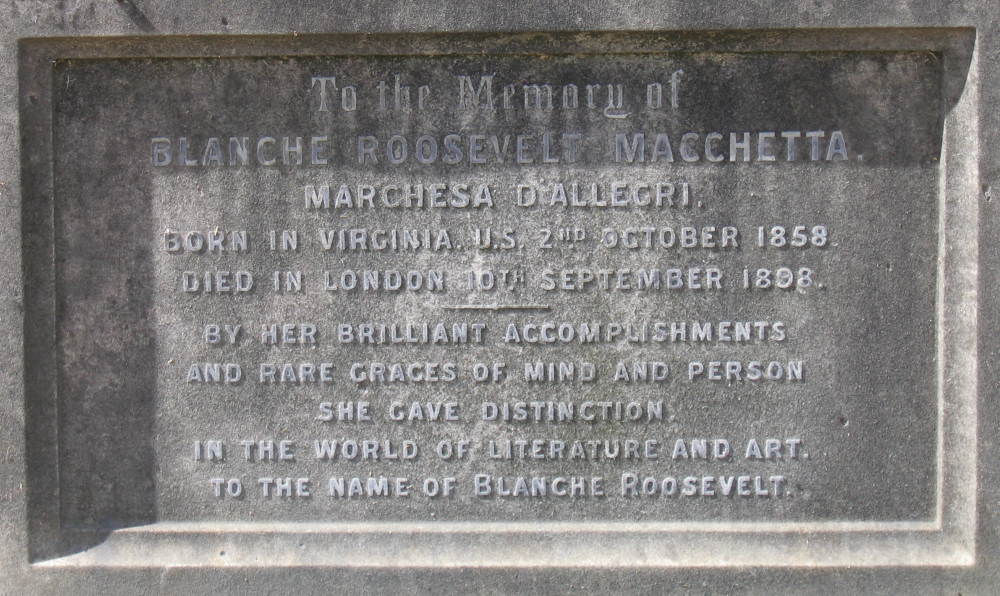 To the Memory of
BLANCHE ROOSEVELT MACCHETTA.
MARCHESA D'ALLEGRI.
BORN IN VIRGINIA. U.S. 2ND OCTOBER 1858.
DIED IN LONDON 10TH SEPTEMBER 1898.
BY HER BRILLIANT ACCOMPLISHMENTS
AND RARE GRACES OF MIND AND PERSON
SHE GAVE DISTINCTION.
IN THE WORLD OF LITERATURE AND ART.
TO THE NAME OF BLANCHE ROOSEVELT.